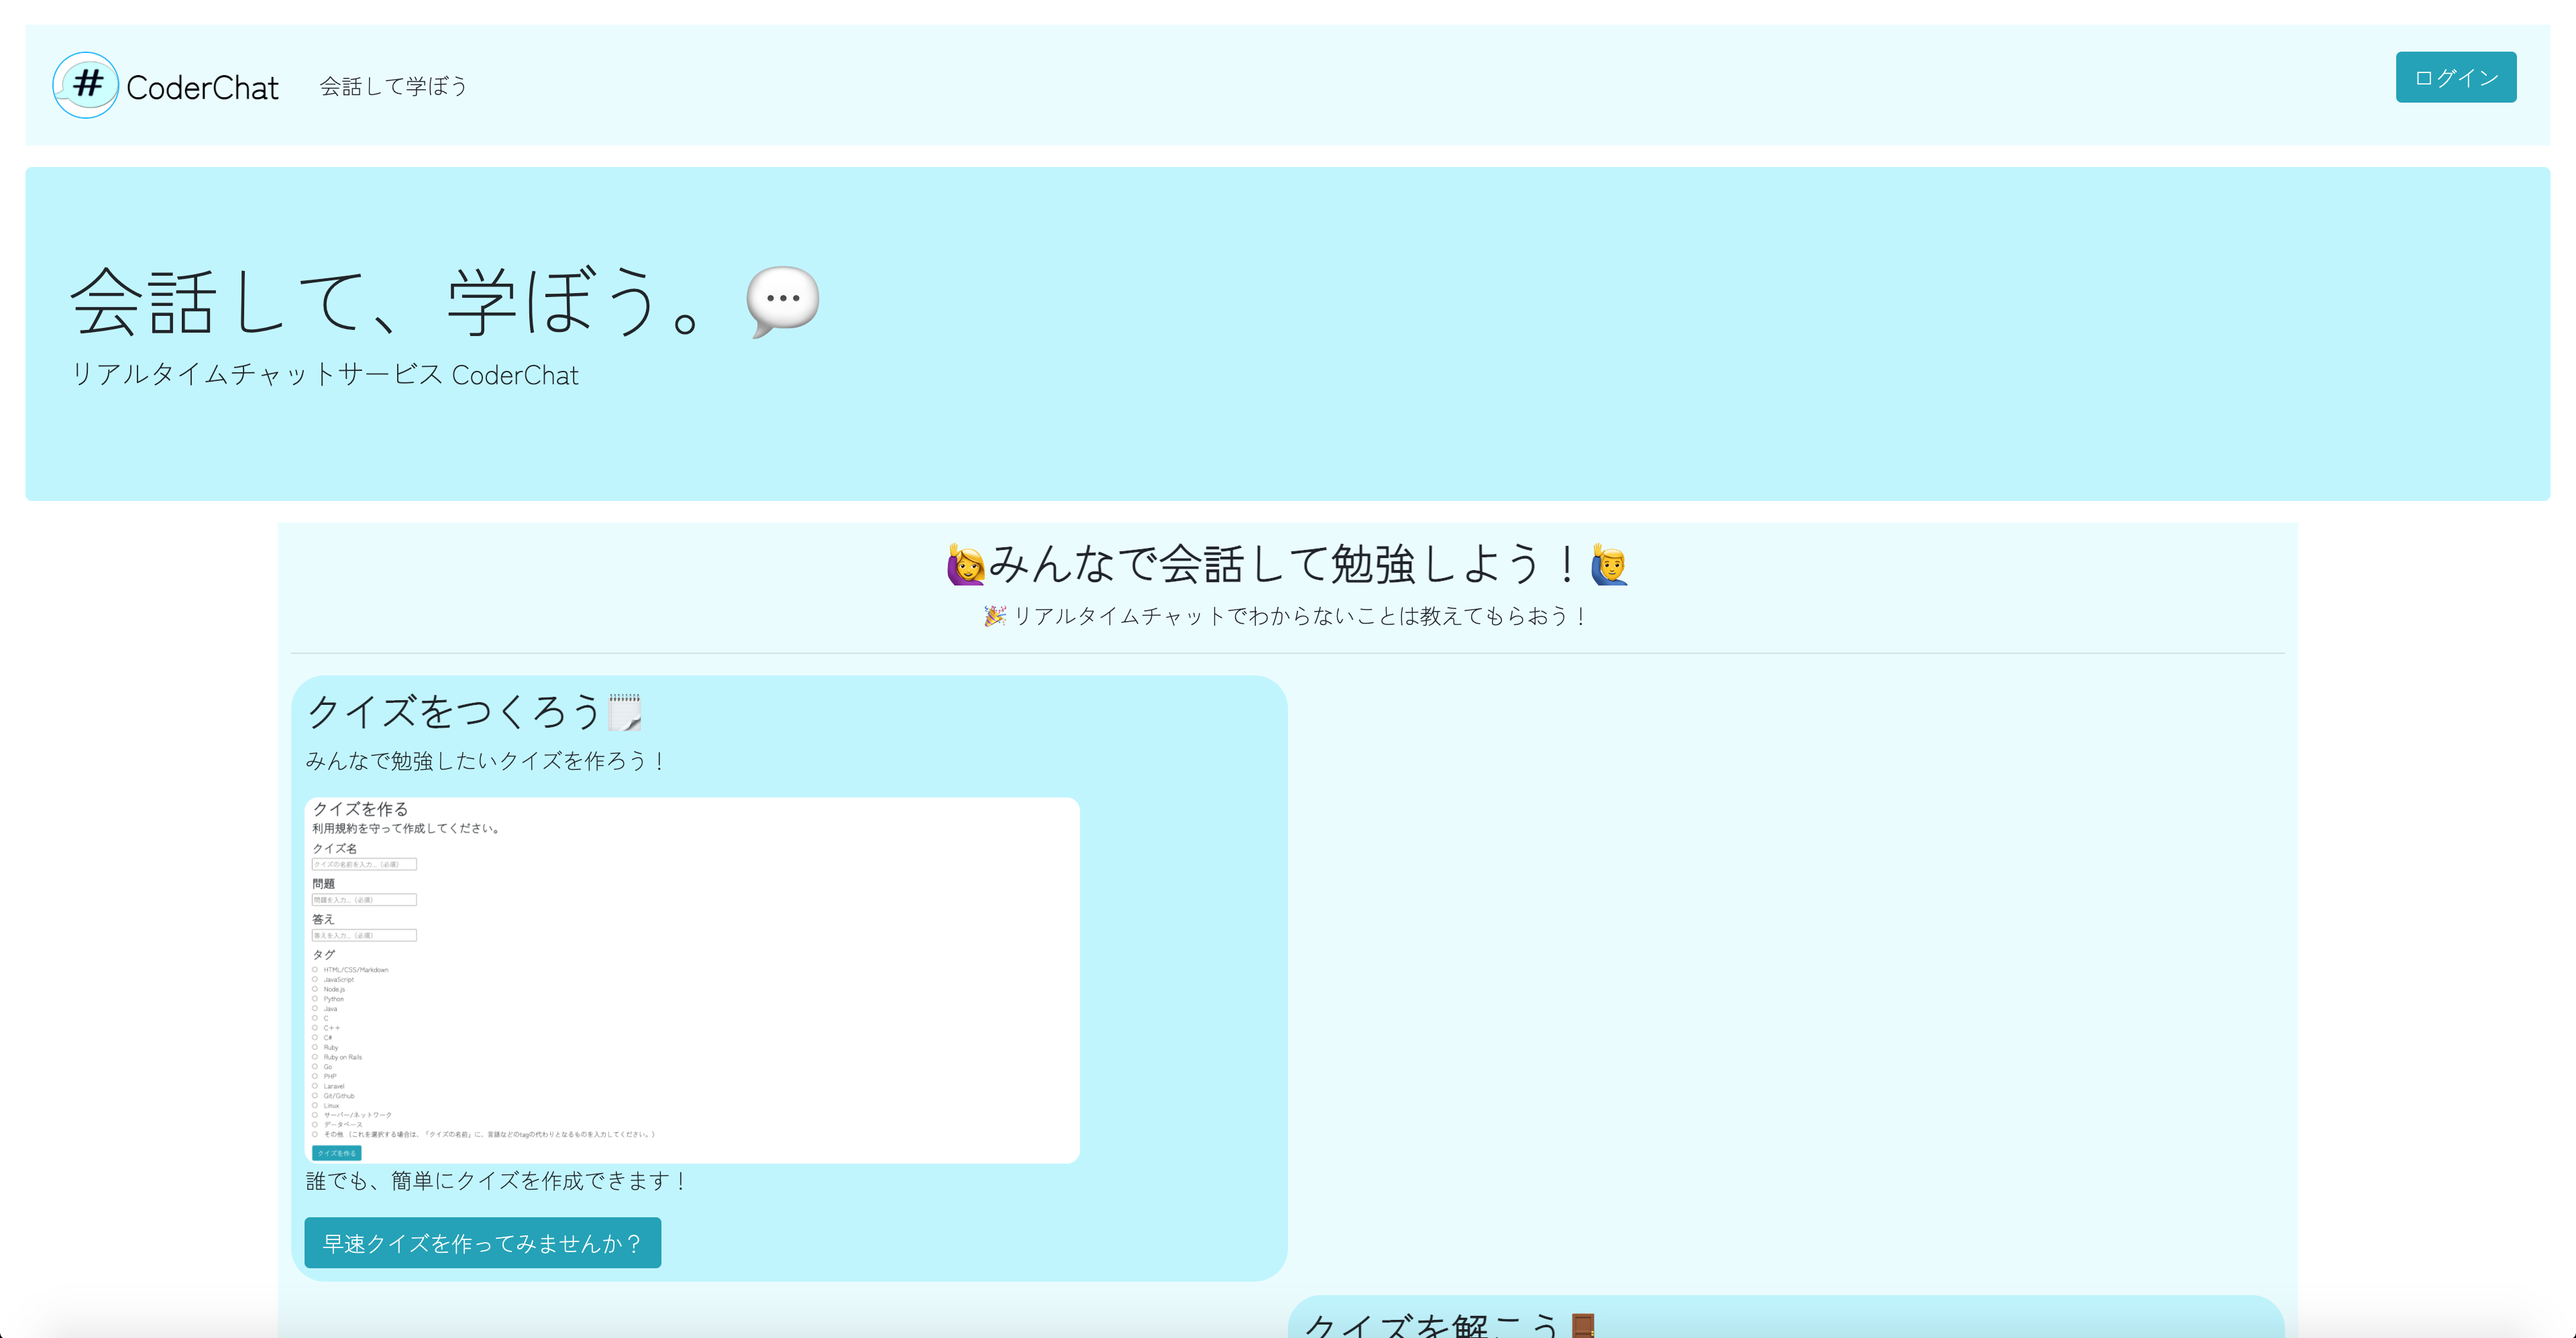 # CoderChat 会話して学ぼう ログイン
会話して、学ぼう。💬
リアルタイムチャットサービス CoderChat
🙋‍♀️みんなで会話して勉強しよう！🙋‍♂️
🎉 リアルタイムチャットでわからないことは教えてもらおう！
クイズをつくろう🗒️
みんなで勉強したいクイズを作ろう！
クイズを作る
利用規約を守って作成してください。
クイズ名
クイズの名前を入力...（必須）
問題
問題を入力...（必須）
答え
答えを入力...（必須）
タグ
HTML/CSS/Markdown
JavaScript
Node.js
Python
Java
C
C++
C#
Ruby
Ruby on Rails
Go
PHP
Laravel
Git/Github
Linux
サーバー/ネットワーク
データベース
その他 （これを選択する場合は、「クイズの名前」に、言語などのtagの代わりとなるものを入力してください。）
クイズを作る
誰でも、簡単にクイズを作成できます！
早速クイズを作ってみませんか？
クイズを解こう🚪